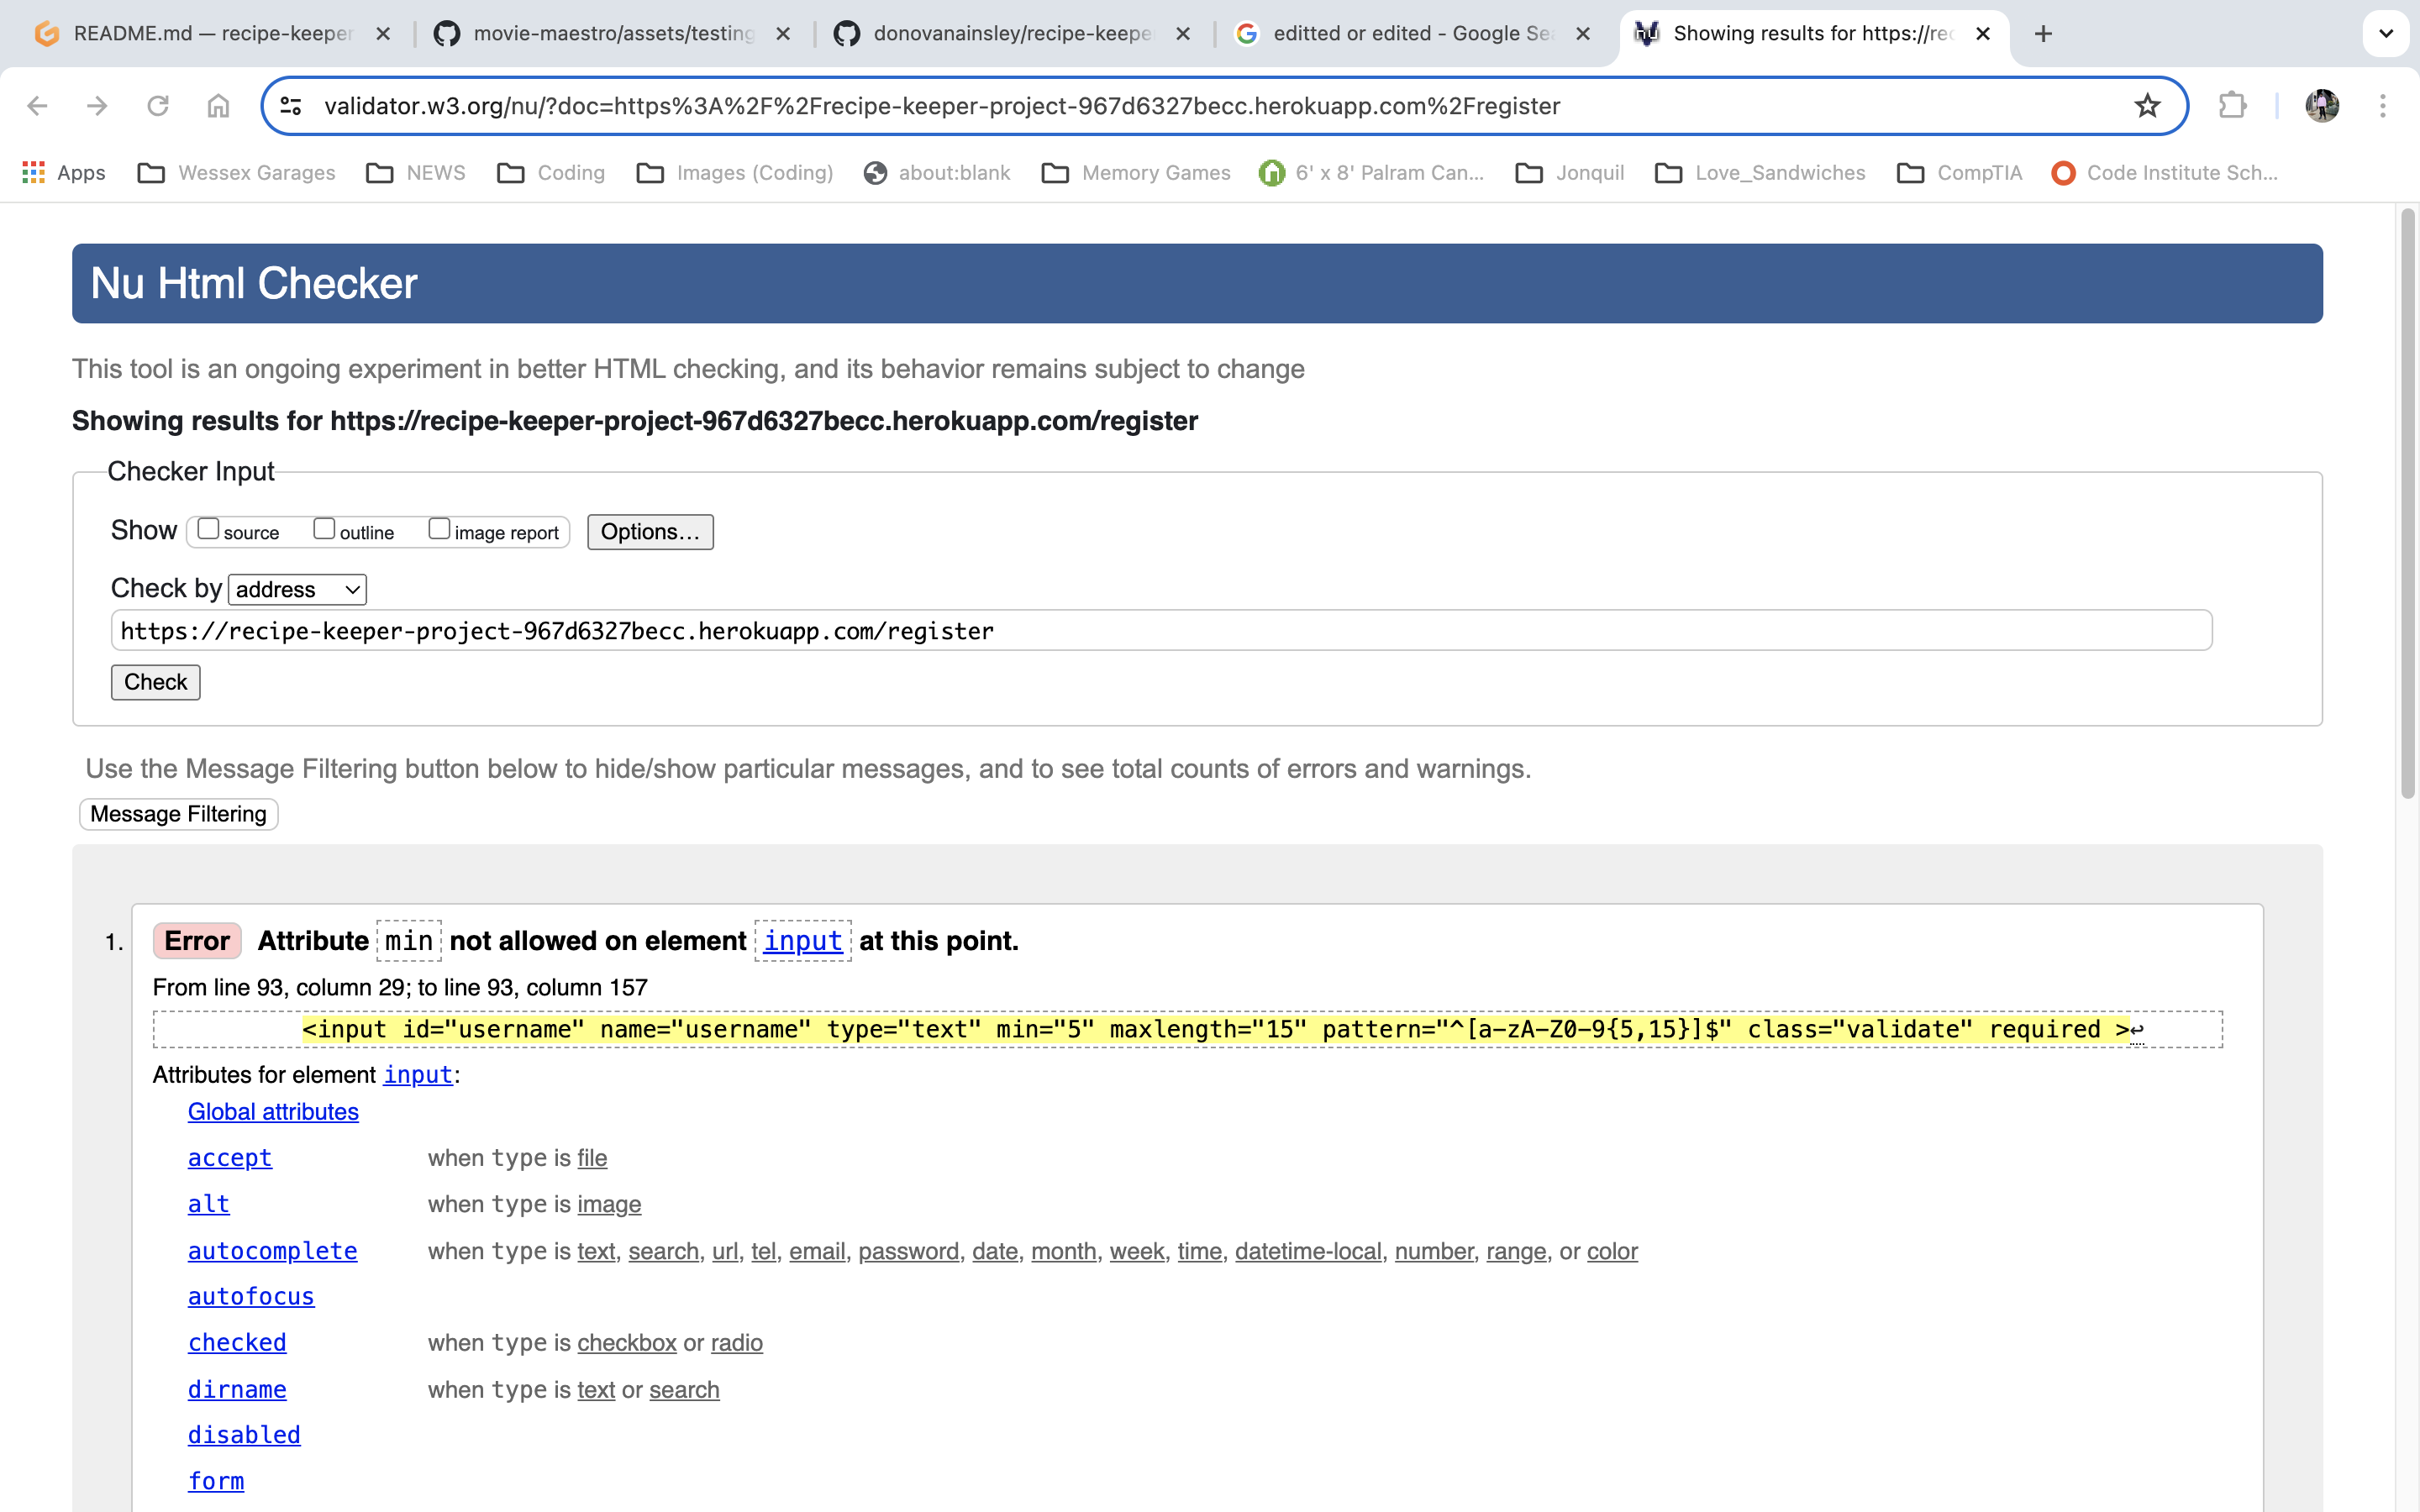 README.md — recipe-keeper
movie-maestro/assets/testing
donovanainsley/recipe-keepe
editted or edited - Google Sea
Showing results for https://rec
validator.w3.org/nu/?doc=https%3A%2F%2Frecipe-keeper-project-967d6327becc.herokuapp.com%2Fregister
Apps Wessex Garages NEWS Coding Images (Coding) about:blank Memory Games 6' x 8' Palram Can... Jonquil Love_Sandwiches CompTIA Code Institute Sch...
Nu Html Checker
This tool is an ongoing experiment in better HTML checking, and its behavior remains subject to change
Showing results for https://recipe-keeper-project-967d6327becc.herokuapp.com/register
Checker Input
Show source outline image report Options...
Check by address
https://recipe-keeper-project-967d6327becc.herokuapp.com/register
Check
Use the Message Filtering button below to hide/show particular messages, and to see total counts of errors and warnings.
Message Filtering
1. Error Attribute min not allowed on element input at this point.
From line 93, column 29; to line 93, column 157
<input id="username" name="username" type="text" min="5" maxlength="15" pattern="^[a-zA-Z0-9{5,15}]$" class="validate" required >↩
Attributes for element input:
Global attributes
accept when type is file
alt when type is image
autocomplete when type is text, search, url, tel, email, password, date, month, week, time, datetime-local, number, range, or color
autofocus
checked when type is checkbox or radio
dirname when type is text or search
disabled
form